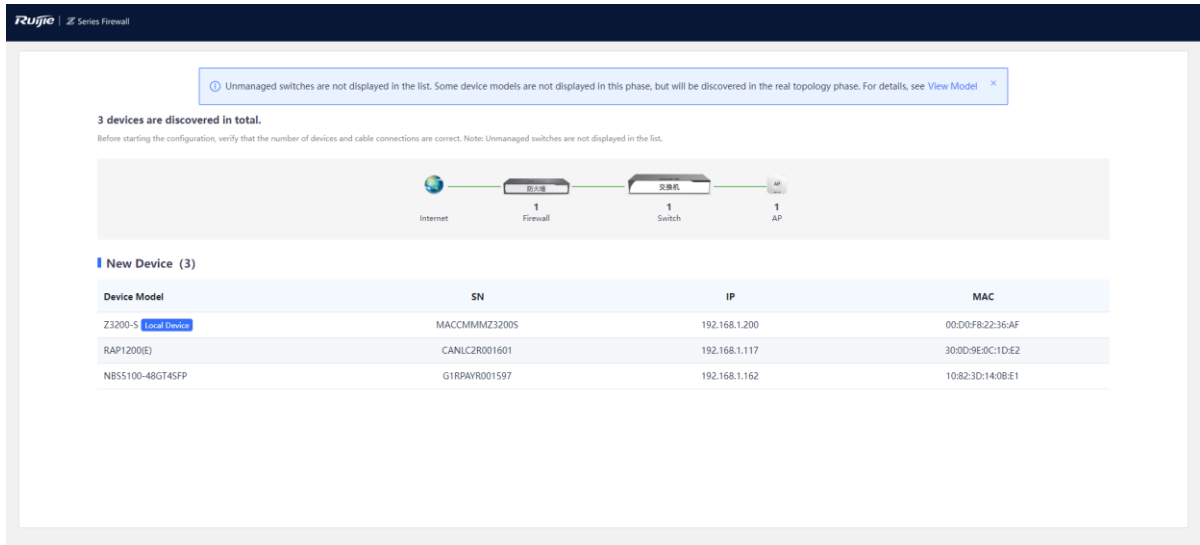 Ruijie | Z Series Firewall
Unmanaged switches are not displayed in the list. Some device models are not displayed in this phase, but will be discovered in the real topology phase. For details, see View Model ×
3 devices are discovered in total.
Before starting the configuration, verify that the number of devices and cable connections are correct. Note: Unmanaged switches are not displayed in the list.
防火墙 交换机 AP
1 1 1
Internet Firewall Switch AP
New Device (3)
Device Model SN IP MAC
Z3200-S Local Device MACCMMMZ3200S 192.168.1.200 00:D0:F8:22:36:AF
RAP1200(E) CANLC2R001601 192.168.1.117 30:0D:9E:0C:1D:E2
NBS5100-48GT4SFP G1RPAYR001597 192.168.1.162 10:82:3D:14:0B:E1